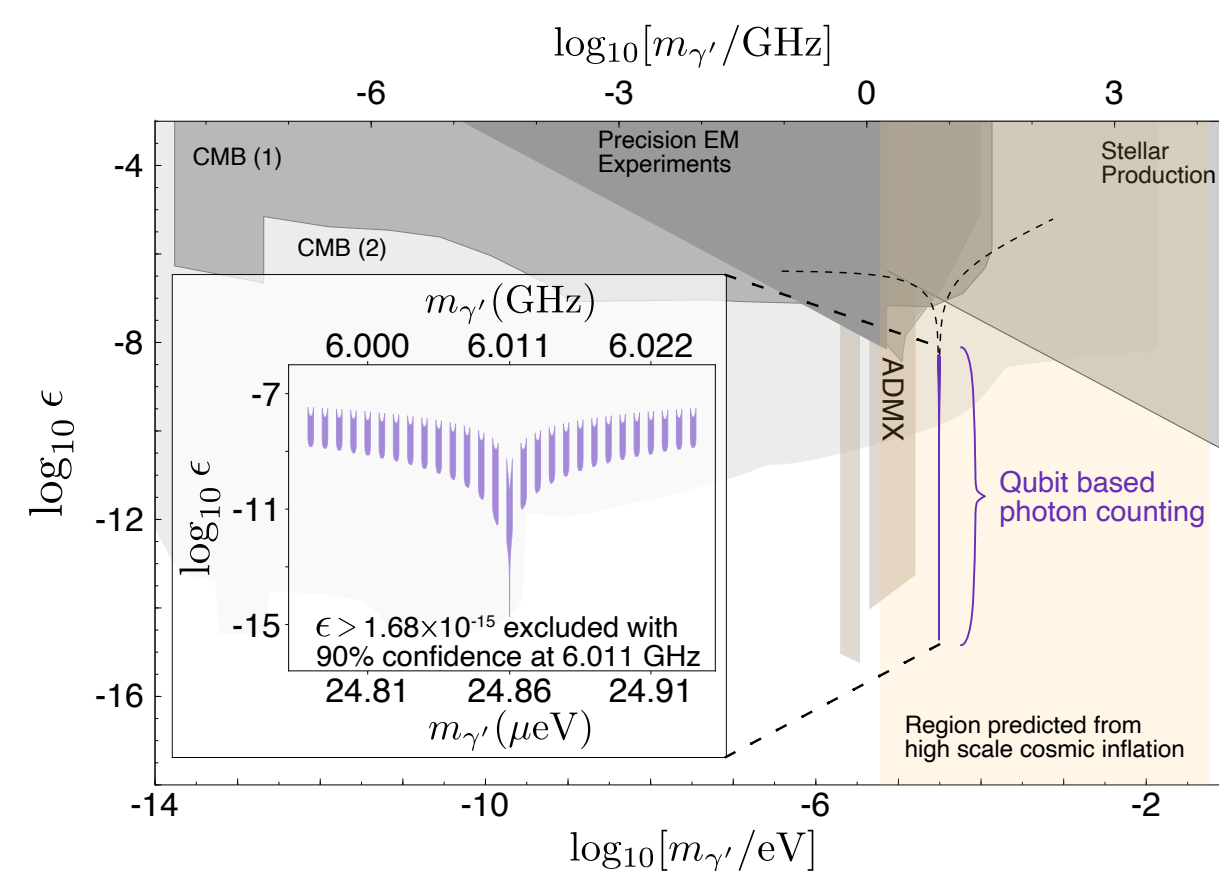 log₁₀[mγ′/GHz]
-6 -3 0 3
CMB (1)
Precision EM
Experiments
Stellar
Production
CMB (2)
-4
-8
-12
-16
log₁₀ ϵ
mγ′(GHz)
6.000 6.011 6.022
-7
-11
-15
log₁₀ ϵ
ϵ > 1.68×10⁻¹⁵ excluded with
90% confidence at 6.011 GHz
24.81 24.86 24.91
mγ′(μeV)
ADMX
Qubit based
photon counting
Region predicted from
high scale cosmic inflation
-14 -10 -6 -2
log₁₀[mγ′/eV]